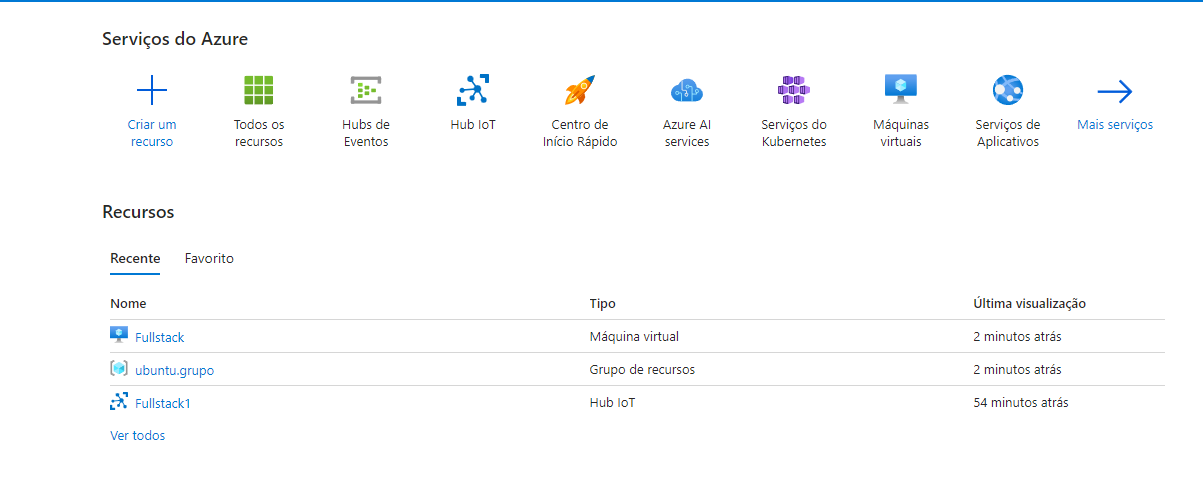 Serviços do Azure
Criar um recurso
Todos os recursos
Hubs de Eventos
Hub IoT
Centro de Início Rápido
Azure AI services
Serviços do Kubernetes
Máquinas virtuais
Serviços de Aplicativos
Mais serviços
Recursos
Recente Favorito
Nome Tipo Última visualização
Fullstack Máquina virtual 2 minutos atrás
ubuntu.grupo Grupo de recursos 2 minutos atrás
Fullstack1 Hub IoT 54 minutos atrás
Ver todos